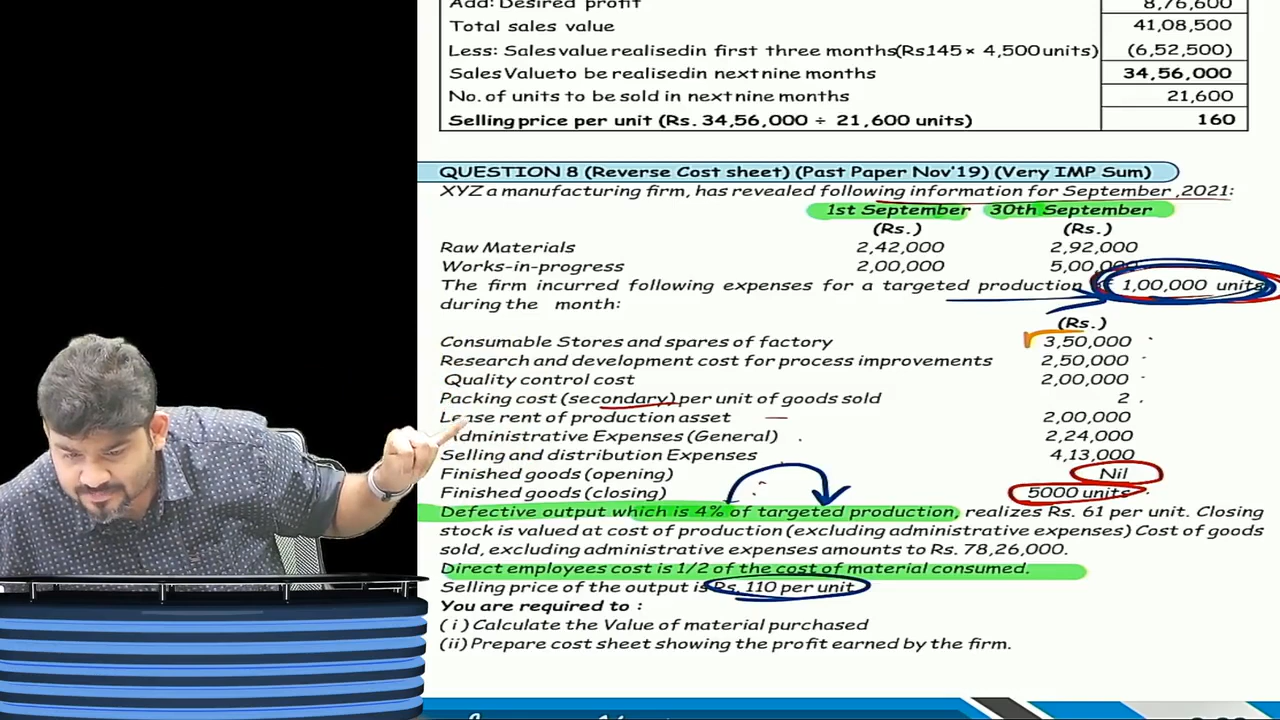 Add: Desired profit 8,76,600
Total sales value 41,08,500
Less: Sales value realised in first three months (Rs145 × 4,500 units) (6,52,500)
Sales Value to be realised in next nine months 34,56,000
No. of units to be sold in next nine months 21,600
Selling price per unit (Rs. 34,56,000 ÷ 21,600 units) 160
QUESTION 8 (Reverse Cost sheet) (Past Paper Nov'19) (Very IMP Sum)
XYZ a manufacturing firm, has revealed following information for September ,2021:
1st September 30th September
(Rs.) (Rs.)
Raw Materials 2,42,000 2,92,000
Works-in-progress 2,00,000 5,00,000
The firm incurred following expenses for a targeted production of 1,00,000 units
during the month:
(Rs.)
Consumable Stores and spares of factory 3,50,000
Research and development cost for process improvements 2,50,000
Quality control cost 2,00,000
Packing cost (secondary) per unit of goods sold 2
Lease rent of production asset 2,00,000
Administrative Expenses (General) 2,24,000
Selling and distribution Expenses 4,13,000
Finished goods (opening) Nil
Finished goods (closing) 5000 units
Defective output which is 4% of targeted production, realizes Rs. 61 per unit. Closing
stock is valued at cost of production (excluding administrative expenses) Cost of goods
sold, excluding administrative expenses amounts to Rs. 78,26,000.
Direct employees cost is 1/2 of the cost of material consumed.
Selling price of the output is Rs. 110 per unit
You are required to :
( i ) Calculate the Value of material purchased
(ii) Prepare cost sheet showing the profit earned by the firm.